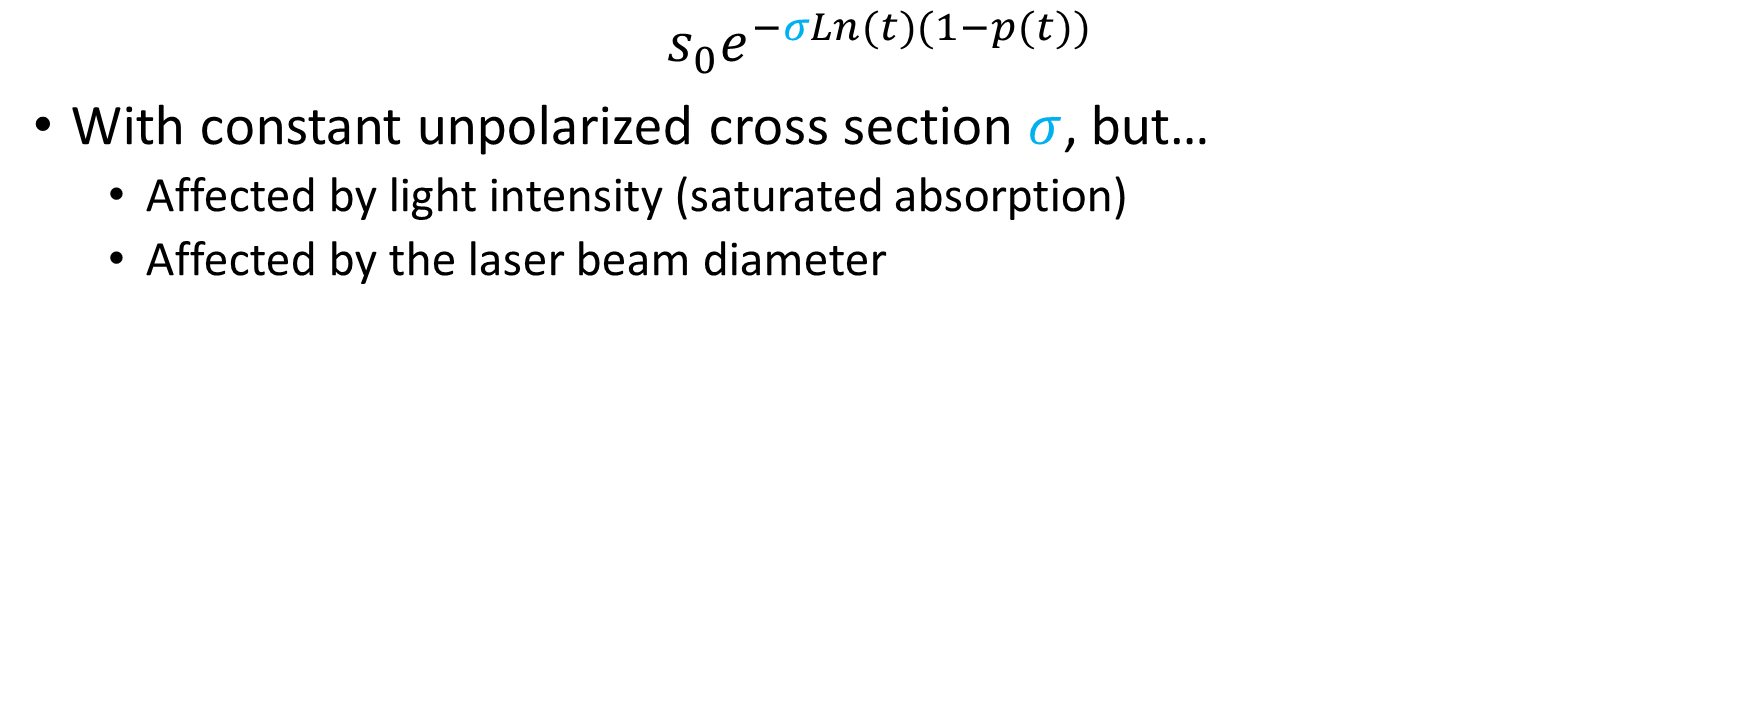 s₀e^{−σLn(t)(1−p(t))}
• With constant unpolarized cross section σ, but…
• Affected by light intensity (saturated absorption)
• Affected by the laser beam diameter